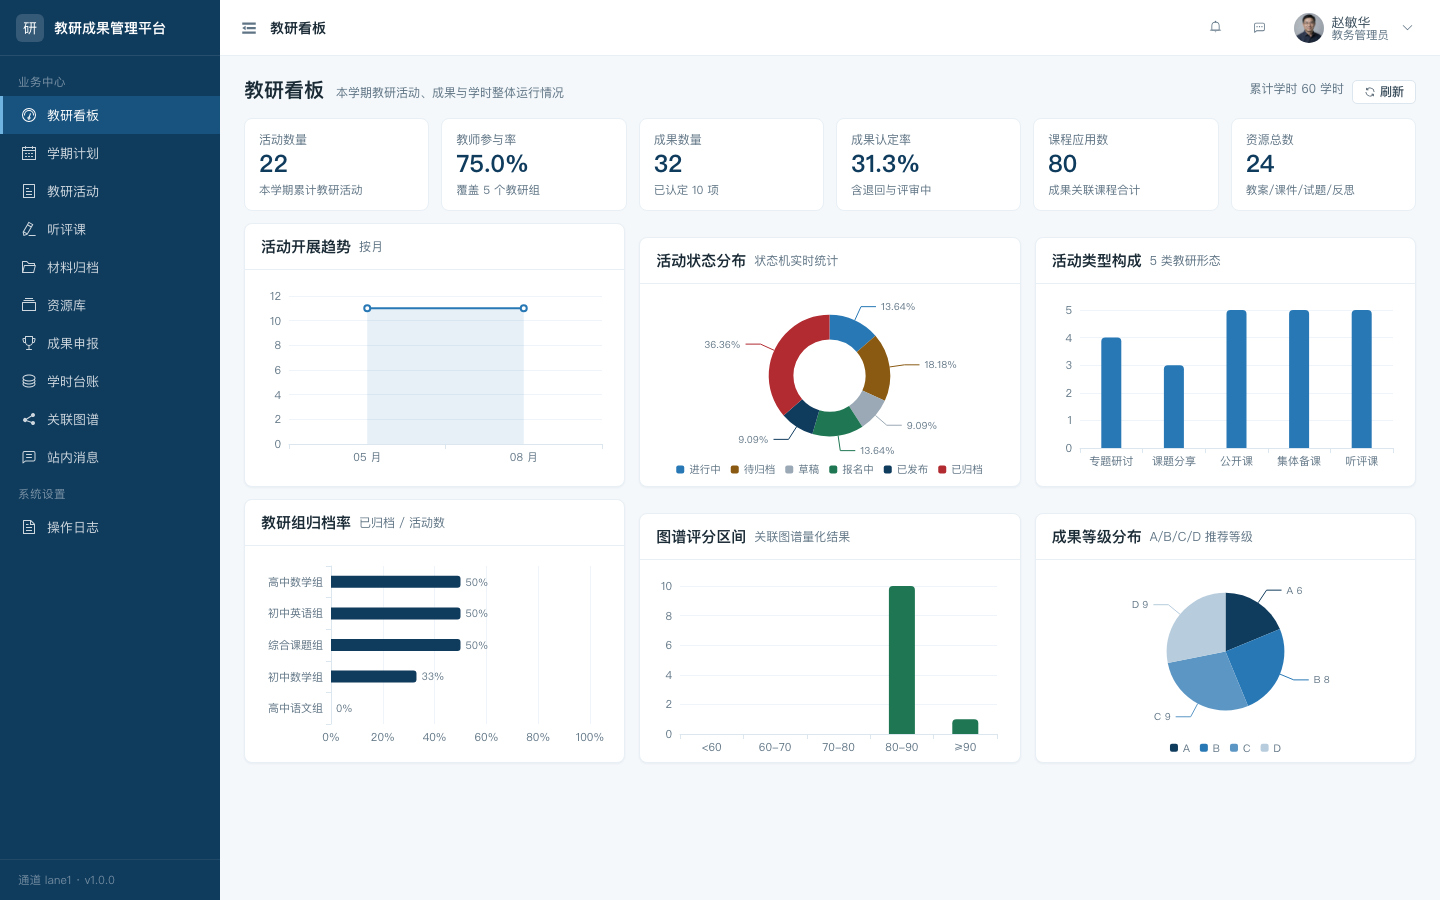 研 教研成果管理平台
业务中心
教研看板
学期计划
教研活动
听评课
材料归档
资源库
成果申报
学时台账
关联图谱
站内消息
系统设置
操作日志
通道 lane1 · v1.0.0
教研看板
赵敏华
教务管理员
教研看板 本学期教研活动、成果与学时整体运行情况
累计学时 60 学时 刷新
活动数量
22
本学期累计教研活动
教师参与率
75.0%
覆盖 5 个教研组
成果数量
32
已认定 10 项
成果认定率
31.3%
含退回与评审中
课程应用数
80
成果关联课程合计
资源总数
24
教案/课件/试题/反思
活动开展趋势 按月
12
10
8
6
4
2
0
05 月 08 月
活动状态分布 状态机实时统计
13.64%
36.36%
18.18%
9.09%
9.09%
13.64%
进行中 待归档 草稿 报名中 已发布 已归档
活动类型构成 5 类教研形态
5
4
3
2
1
0
专题研讨 课题分享 公开课 集体备课 听评课
教研组归档率 已归档 / 活动数
高中数学组 50%
初中英语组 50%
综合课题组 50%
初中数学组 33%
高中语文组 0%
0% 20% 40% 60% 80% 100%
图谱评分区间 关联图谱量化结果
10
8
6
4
2
0
<60 60–70 70–80 80–90 ≥90
成果等级分布 A/B/C/D 推荐等级
A 6
D 9
B 8
C 9
A B C D